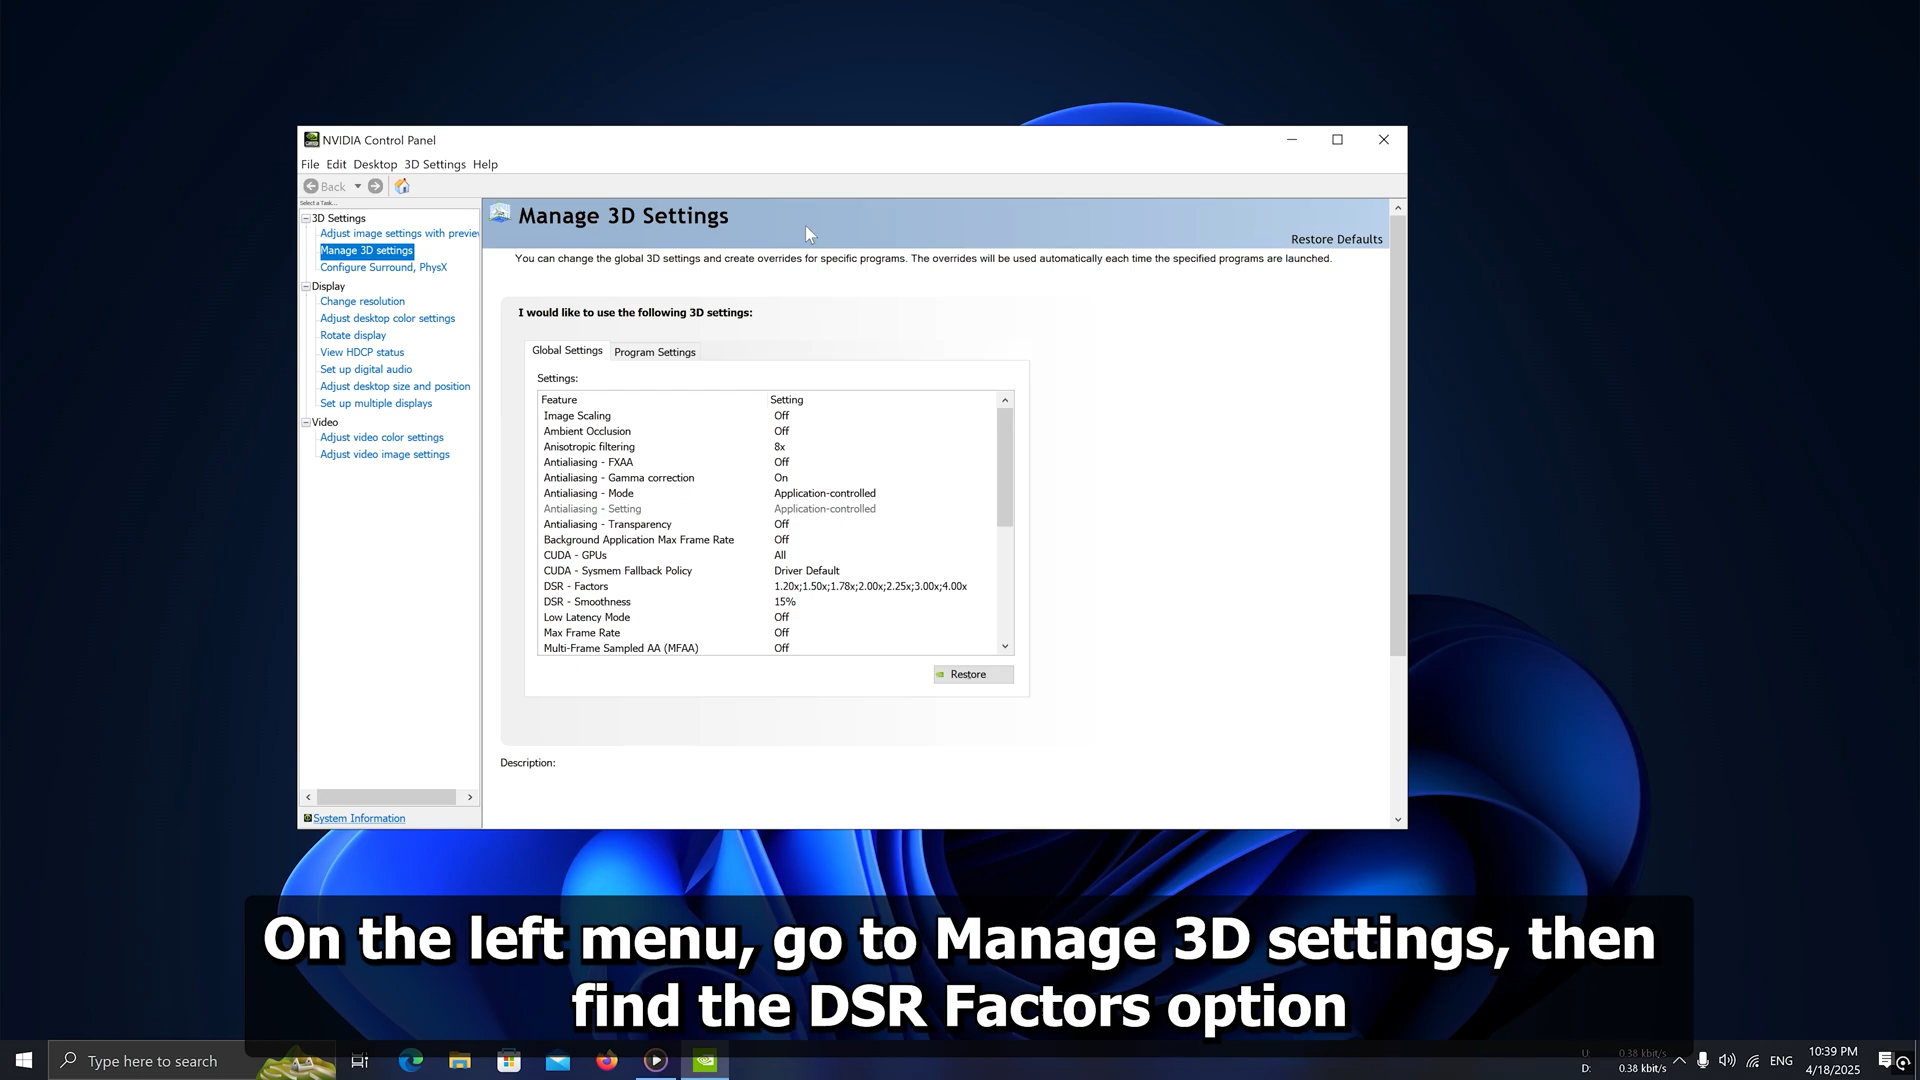 NVIDIA Control Panel
File Edit Desktop 3D Settings Help
Back
Select a Task...
3D Settings
Adjust image settings with preview
Manage 3D settings
Configure Surround, PhysX
Display
Change resolution
Adjust desktop color settings
Rotate display
View HDCP status
Set up digital audio
Adjust desktop size and position
Set up multiple displays
Video
Adjust video color settings
Adjust video image settings
System Information
Manage 3D Settings
Restore Defaults
You can change the global 3D settings and create overrides for specific programs. The overrides will be used automatically each time the specified programs are launched.
I would like to use the following 3D settings:
Global Settings Program Settings
Settings:
Feature Setting
Image Scaling Off
Ambient Occlusion Off
Anisotropic filtering 8x
Antialiasing - FXAA Off
Antialiasing - Gamma correction On
Antialiasing - Mode Application-controlled
Antialiasing - Setting Application-controlled
Antialiasing - Transparency Off
Background Application Max Frame Rate Off
CUDA - GPUs All
CUDA - Sysmem Fallback Policy Driver Default
DSR - Factors 1.20x;1.50x;1.78x;2.00x;2.25x;3.00x;4.00x
DSR - Smoothness 15%
Low Latency Mode Off
Max Frame Rate Off
Multi-Frame Sampled AA (MFAA) Off
Restore
Description:
On the left menu, go to Manage 3D settings, then
find the DSR Factors option
Type here to search
U: 0.38 kbit/s
D: 0.38 kbit/s
ENG
10:39 PM
4/18/2025